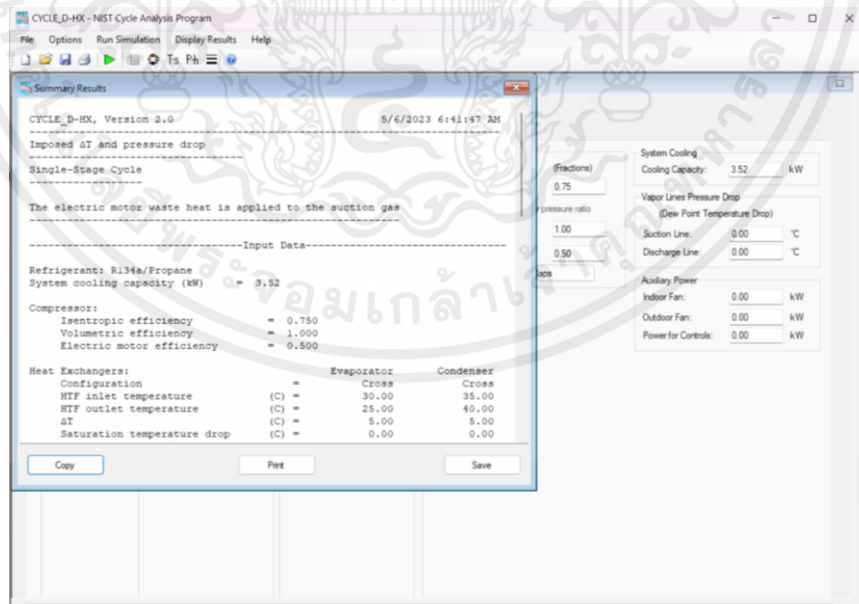 CYCLE_D-HX - NIST Cycle Analysis Program
File Options Run Simulation Display Results Help
Ts Ph
Summary Results
CYCLE_D-HX, Version 2.0 5/6/2023 6:41:47 AM
Imposed ΔT and pressure drop
Single-Stage Cycle
The electric motor waste heat is applied to the suction gas
Input Data
Refrigerant: R134a/Propane
System cooling capacity (kW) = 3.52
Compressor:
Isentropic efficiency = 0.750
Volumetric efficiency = 1.000
Electric motor efficiency = 0.500
Heat Exchangers: Evaporator Condenser
Configuration = Cross Cross
HTF inlet temperature (C) = 30.00 35.00
HTF outlet temperature (C) = 25.00 40.00
ΔT (C) = 5.00 5.00
Saturation temperature drop (C) = 0.00 0.00
Copy Print Save
(Fractions)
0.75
pressure ratio
1.00
0.50
System Cooling
Cooling Capacity: 3.52 kW
Vapor Lines Pressure Drop
(Dew Point Temperature Drop)
Suction Line: 0.00 °C
Discharge Line: 0.00 °C
Auxiliary Power
Indoor Fan: 0.00 kW
Outdoor Fan: 0.00 kW
Power for Controls: 0.00 kW